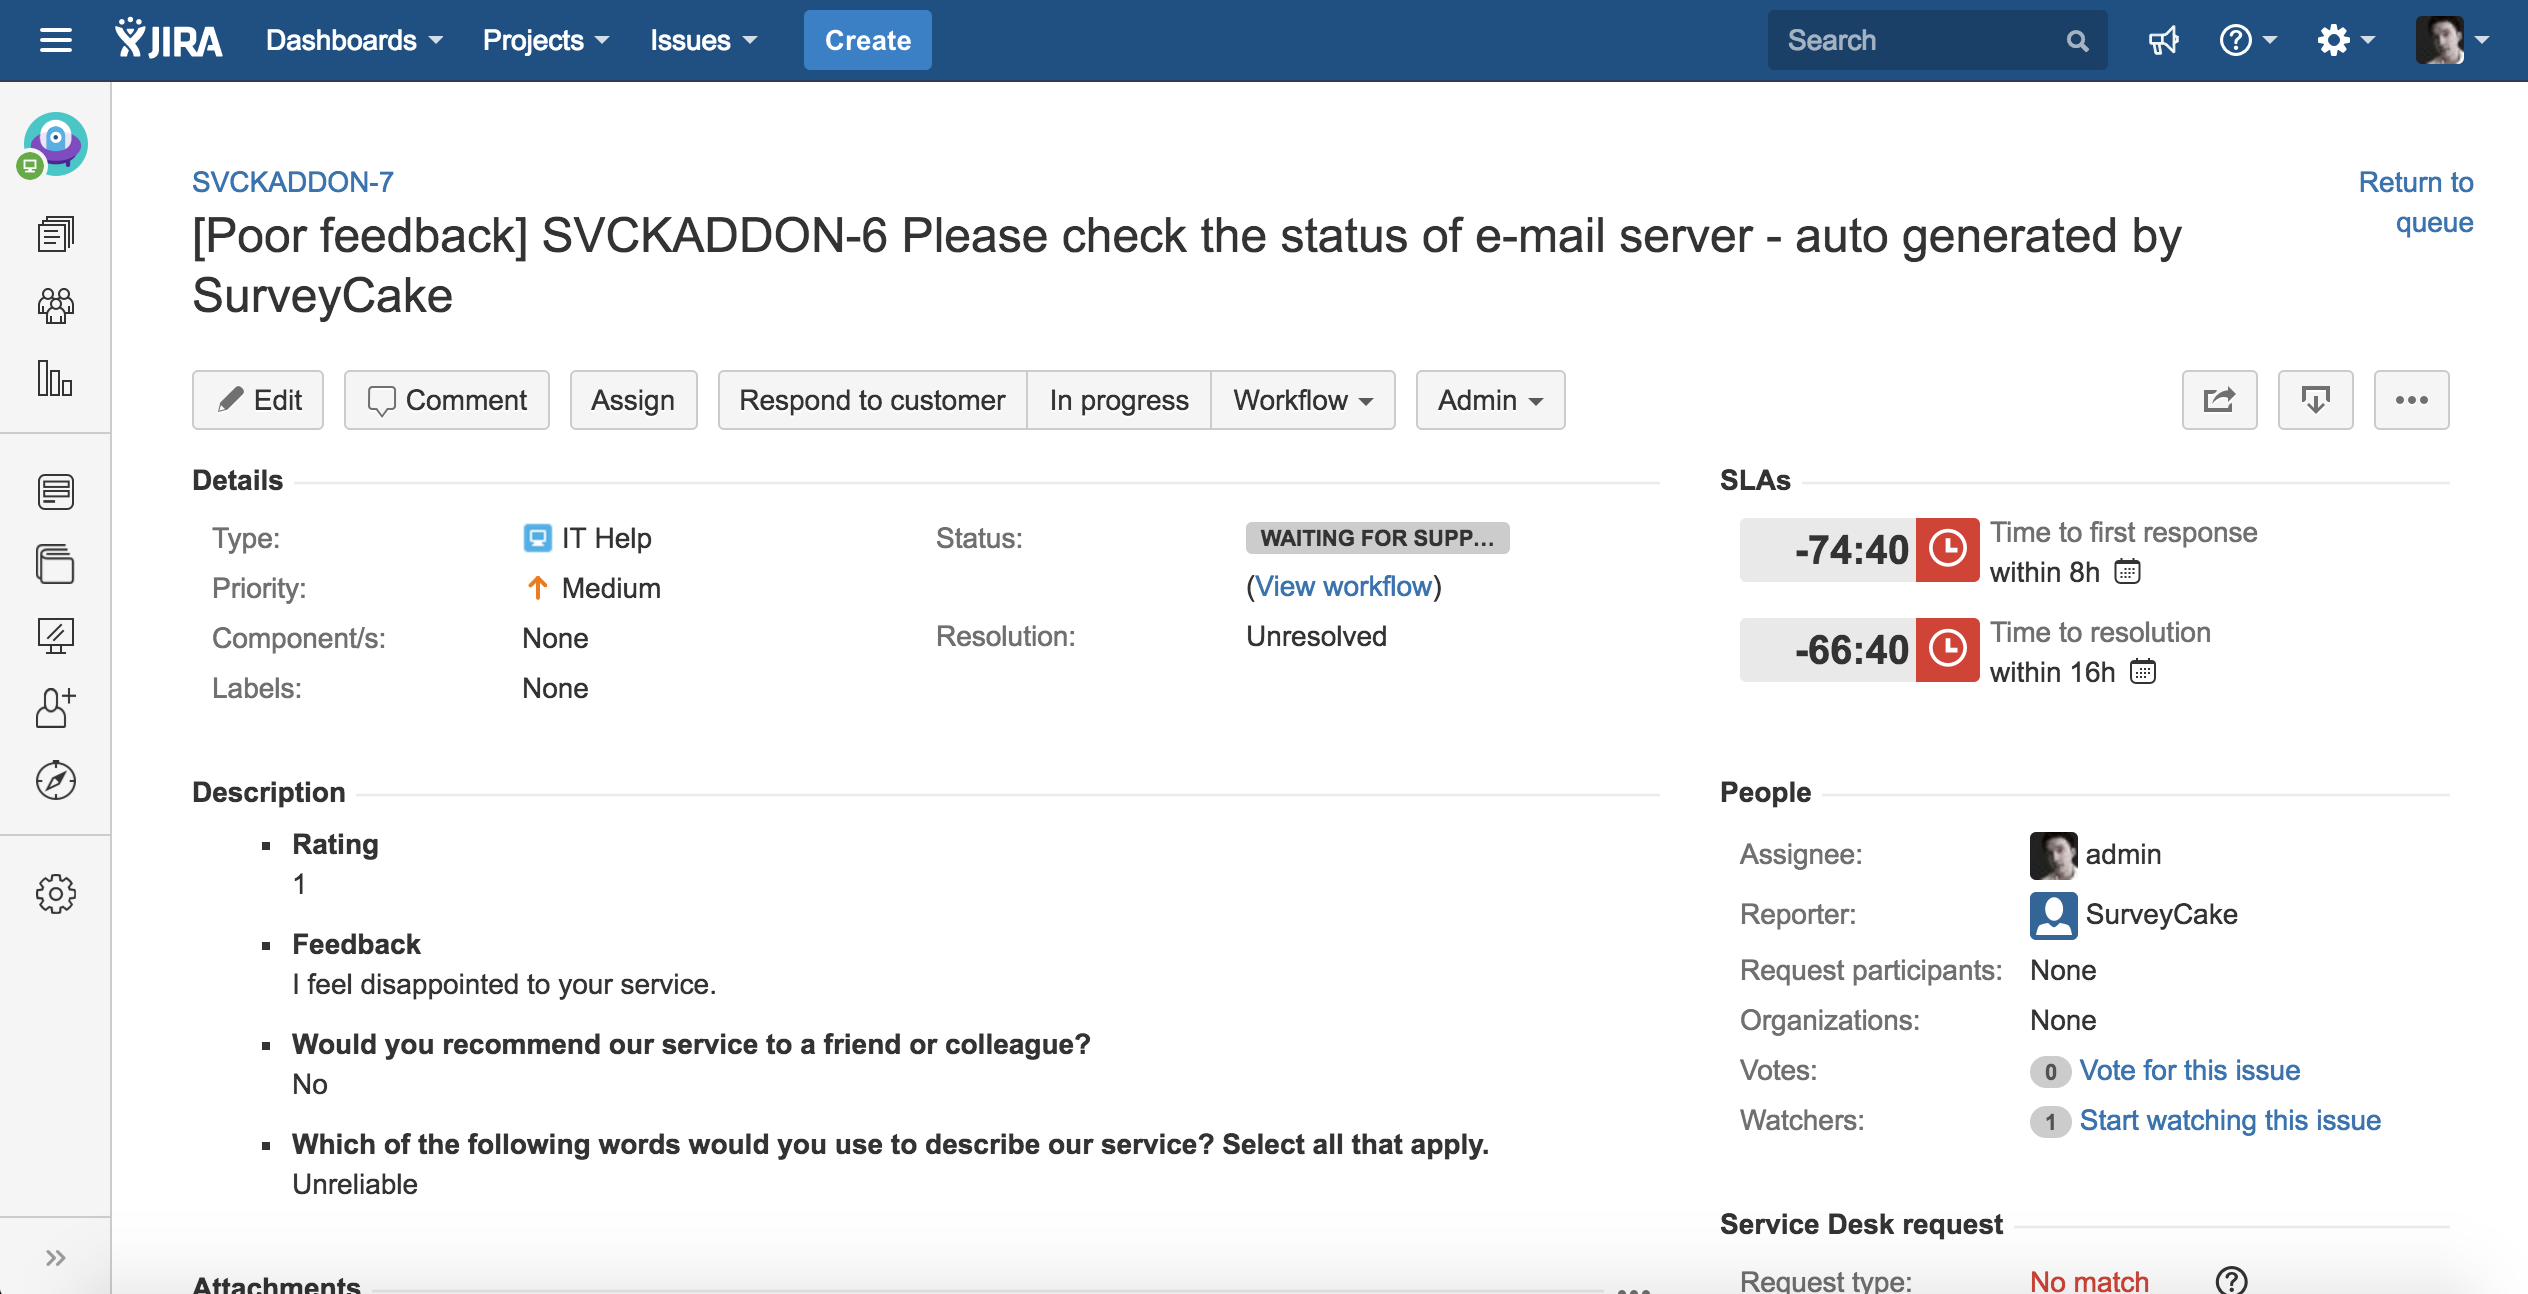 JIRA Dashboards Projects Issues Create Search
SVCKADDON-7
Return to
queue
[Poor feedback] SVCKADDON-6 Please check the status of e-mail server - auto generated by
SurveyCake
Edit Comment Assign Respond to customer In progress Workflow Admin
Details
Type: IT Help
Priority: Medium
Component/s: None
Labels: None
Status: WAITING FOR SUPP...
(View workflow)
Resolution: Unresolved
SLAs
-74:40 Time to first response
within 8h
-66:40 Time to resolution
within 16h
Description
Rating
1
Feedback
I feel disappointed to your service.
Would you recommend our service to a friend or colleague?
No
Which of the following words would you use to describe our service? Select all that apply.
Unreliable
Attachments
People
Assignee: admin
Reporter: SurveyCake
Request participants: None
Organizations: None
Votes: 0 Vote for this issue
Watchers: 1 Start watching this issue
Service Desk request
Request type: No match